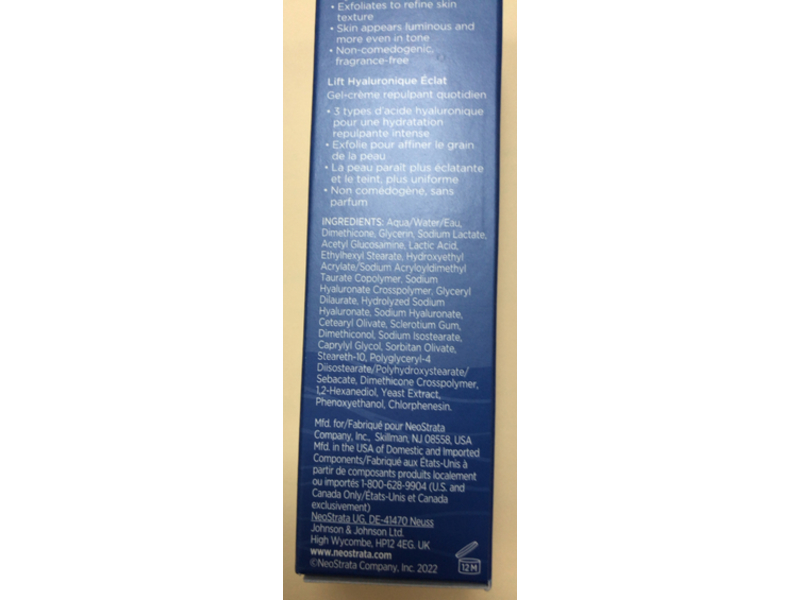 • Exfoliates to refine skin
texture
• Skin appears luminous and
more even in tone
• Non-comedogenic,
fragrance-free
Lift Hyaluronique Éclat
Gel-crème repulpant quotidien
• 3 types d'acide hyaluronique
pour une hydratation
repulpante intense
• Exfolie pour affiner le grain
de la peau
• La peau paraît plus éclatante
et le teint, plus uniforme
• Non comédogène, sans
parfum
INGREDIENTS: Aqua/Water/Eau,
Dimethicone, Glycerin, Sodium Lactate,
Acetyl Glucosamine, Lactic Acid,
Ethylhexyl Stearate, Hydroxyethyl
Acrylate/Sodium Acryloyldimethyl
Taurate Copolymer, Sodium
Hyaluronate Crosspolymer, Glyceryl
Dilaurate, Hydrolyzed Sodium
Hyaluronate, Sodium Hyaluronate,
Cetearyl Olivate, Sclerotium Gum,
Dimethiconol, Sodium Isostearate,
Caprylyl Glycol, Sorbitan Olivate,
Steareth-10, Polyglyceryl-4
Diisostearate/Polyhydroxystearate/
Sebacate, Dimethicone Crosspolymer,
1,2-Hexanediol, Yeast Extract,
Phenoxyethanol, Chlorphenesin.
Mfd. for/Fabriqué pour NeoStrata
Company, Inc., Skillman, NJ 08558, USA
Mfd. in the USA of Domestic and Imported
Components/Fabriqué aux États-Unis à
partir de composants produits localement
ou importés 1-800-628-9904 (U.S. and
Canada Only/États-Unis et Canada
exclusivement)
NeoStrata UG, DE-41470 Neuss
Johnson & Johnson Ltd.
High Wycombe, HP12 4EG, UK
www.neostrata.com
©NeoStrata Company, Inc. 2022
12 M